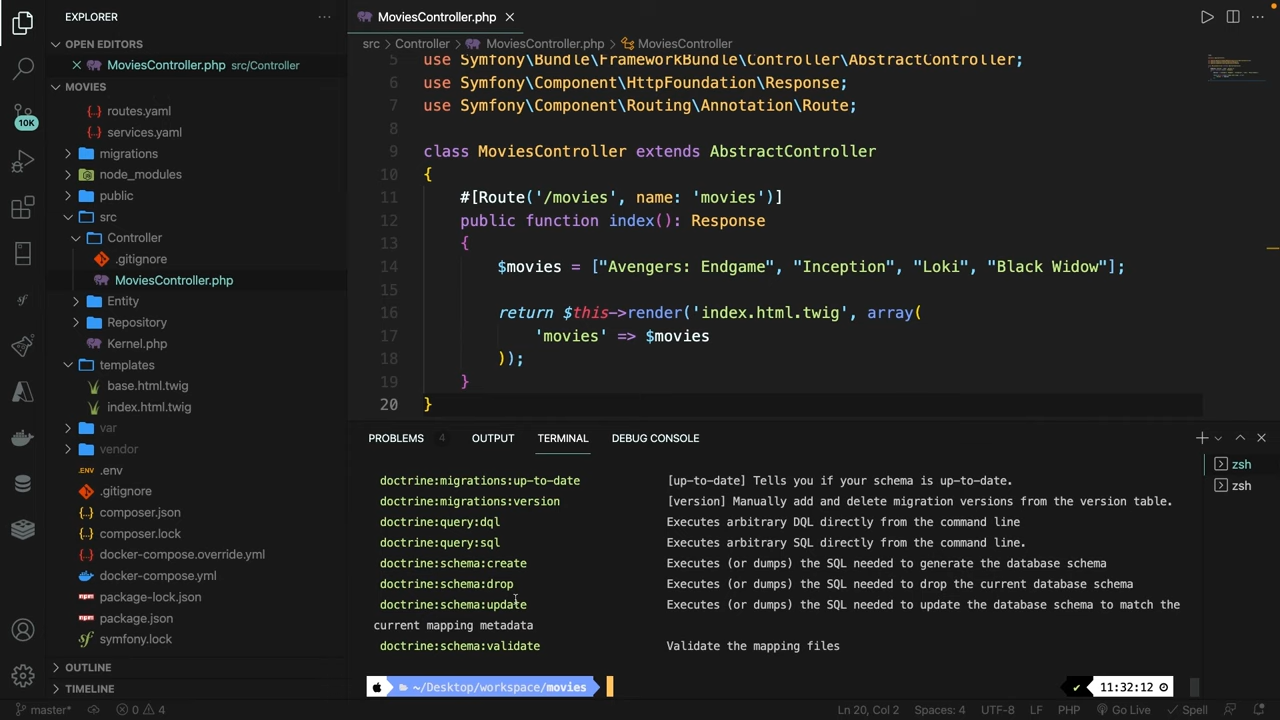 EXPLORER
MoviesController.php
OPEN EDITORS
MoviesController.php src/Controller
MOVIES
routes.yaml
services.yaml
migrations
node_modules
public
src
Controller
.gitignore
MoviesController.php
Entity
Repository
Kernel.php
templates
base.html.twig
index.html.twig
var
vendor
.env
.gitignore
composer.json
composer.lock
docker-compose.override.yml
docker-compose.yml
package-lock.json
package.json
symfony.lock
OUTLINE
TIMELINE
10K
src > Controller > MoviesController.php > MoviesController
5 use Symfony\Bundle\FrameworkBundle\Controller\AbstractController;
6 use Symfony\Component\HttpFoundation\Response;
7 use Symfony\Component\Routing\Annotation\Route;
8
9 class MoviesController extends AbstractController
10 {
11 #[Route('/movies', name: 'movies')]
12 public function index(): Response
13 {
14 $movies = ["Avengers: Endgame", "Inception", "Loki", "Black Widow"];
15
16 return $this->render('index.html.twig', array(
17 'movies' => $movies
18 ));
19 }
20 }
PROBLEMS 4 OUTPUT TERMINAL DEBUG CONSOLE
doctrine:migrations:up-to-date [up-to-date] Tells you if your schema is up-to-date.
doctrine:migrations:version [version] Manually add and delete migration versions from the version table.
doctrine:query:dql Executes arbitrary DQL directly from the command line
doctrine:query:sql Executes arbitrary SQL directly from the command line.
doctrine:schema:create Executes (or dumps) the SQL needed to generate the database schema
doctrine:schema:drop Executes (or dumps) the SQL needed to drop the current database schema
doctrine:schema:update Executes (or dumps) the SQL needed to update the database schema to match the
current mapping metadata
doctrine:schema:validate Validate the mapping files
~/Desktop/workspace/movies
11:32:12
zsh
zsh
master* 0 4 Ln 20, Col 2 Spaces: 4 UTF-8 LF PHP Go Live Spell